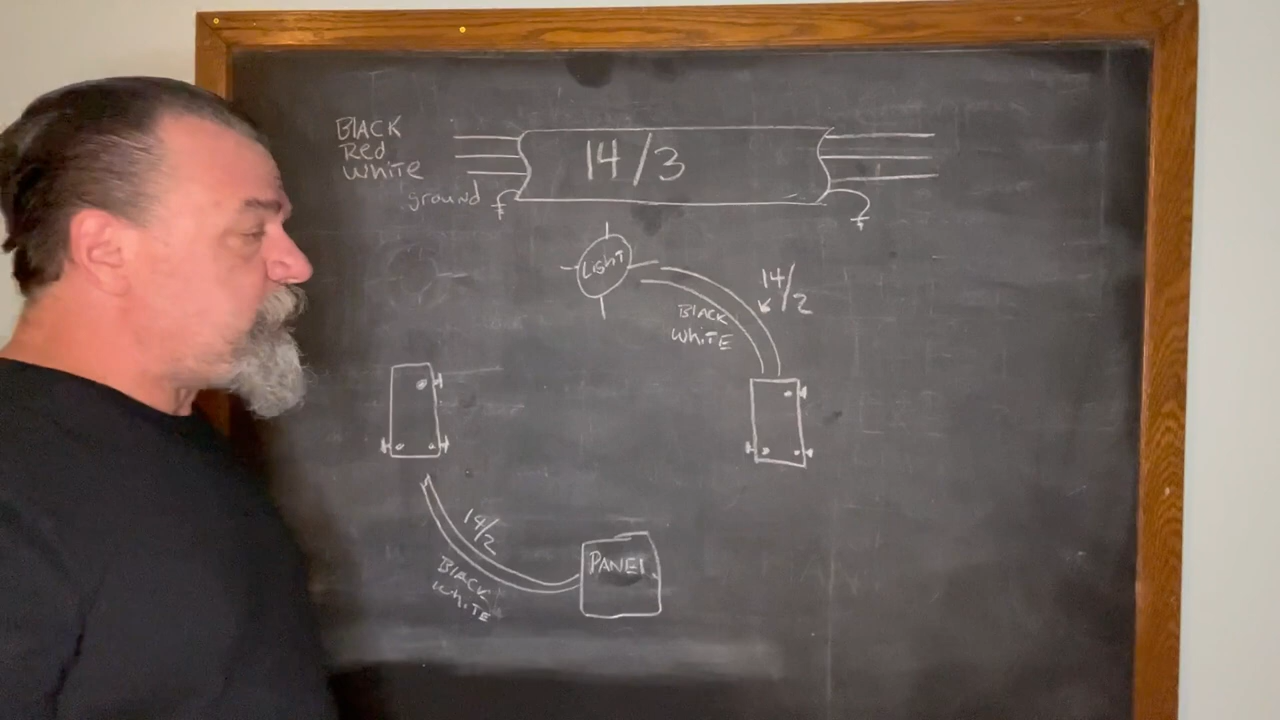 BLACK
Red
WHiTE
ground
14/3
LigHT
14/2
BLACK
WHiTE
14/2
BLACK
WHiTE
PANEL